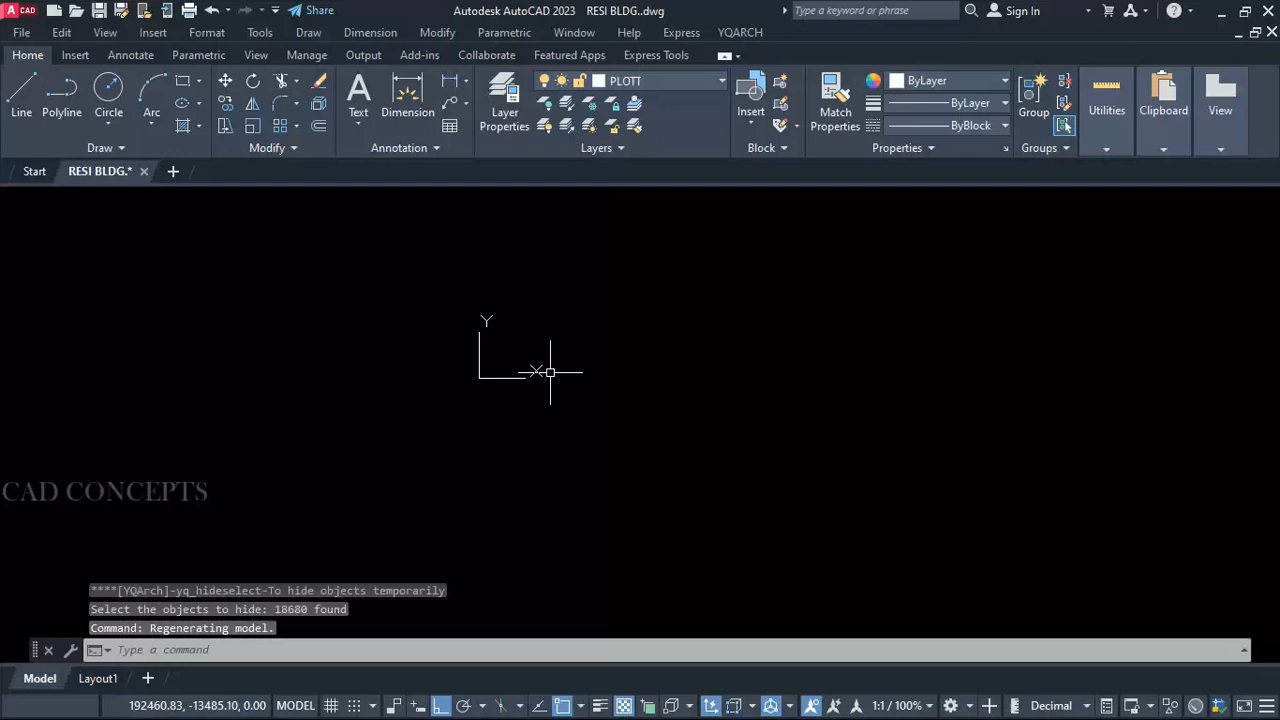 CAD Share Autodesk AutoCAD 2023 RESI BLDG..dwg Type a keyword or phrase Sign In
File Edit View Insert Format Tools Draw Dimension Modify Parametric Window Help Express YQARCH
Home Insert Annotate Parametric View Manage Output Add-ins Collaborate Featured Apps Express Tools
PLOTT ByLayer
Line Polyline Circle Arc Text Dimension Layer Properties Insert Match Properties ByLayer Group Utilities Clipboard View
ByBlock
Draw Modify Annotation Layers Block Properties Groups
Start RESI BLDG.*
Y
X
CAD CONCEPTS
****[YQArch]-yq_hideselect-To hide objects temporarily
Select the objects to hide: 18680 found
Command: Regenerating model.
Type a command
Model Layout1
192460.83, -13485.10, 0.00 MODEL 1:1 / 100% Decimal